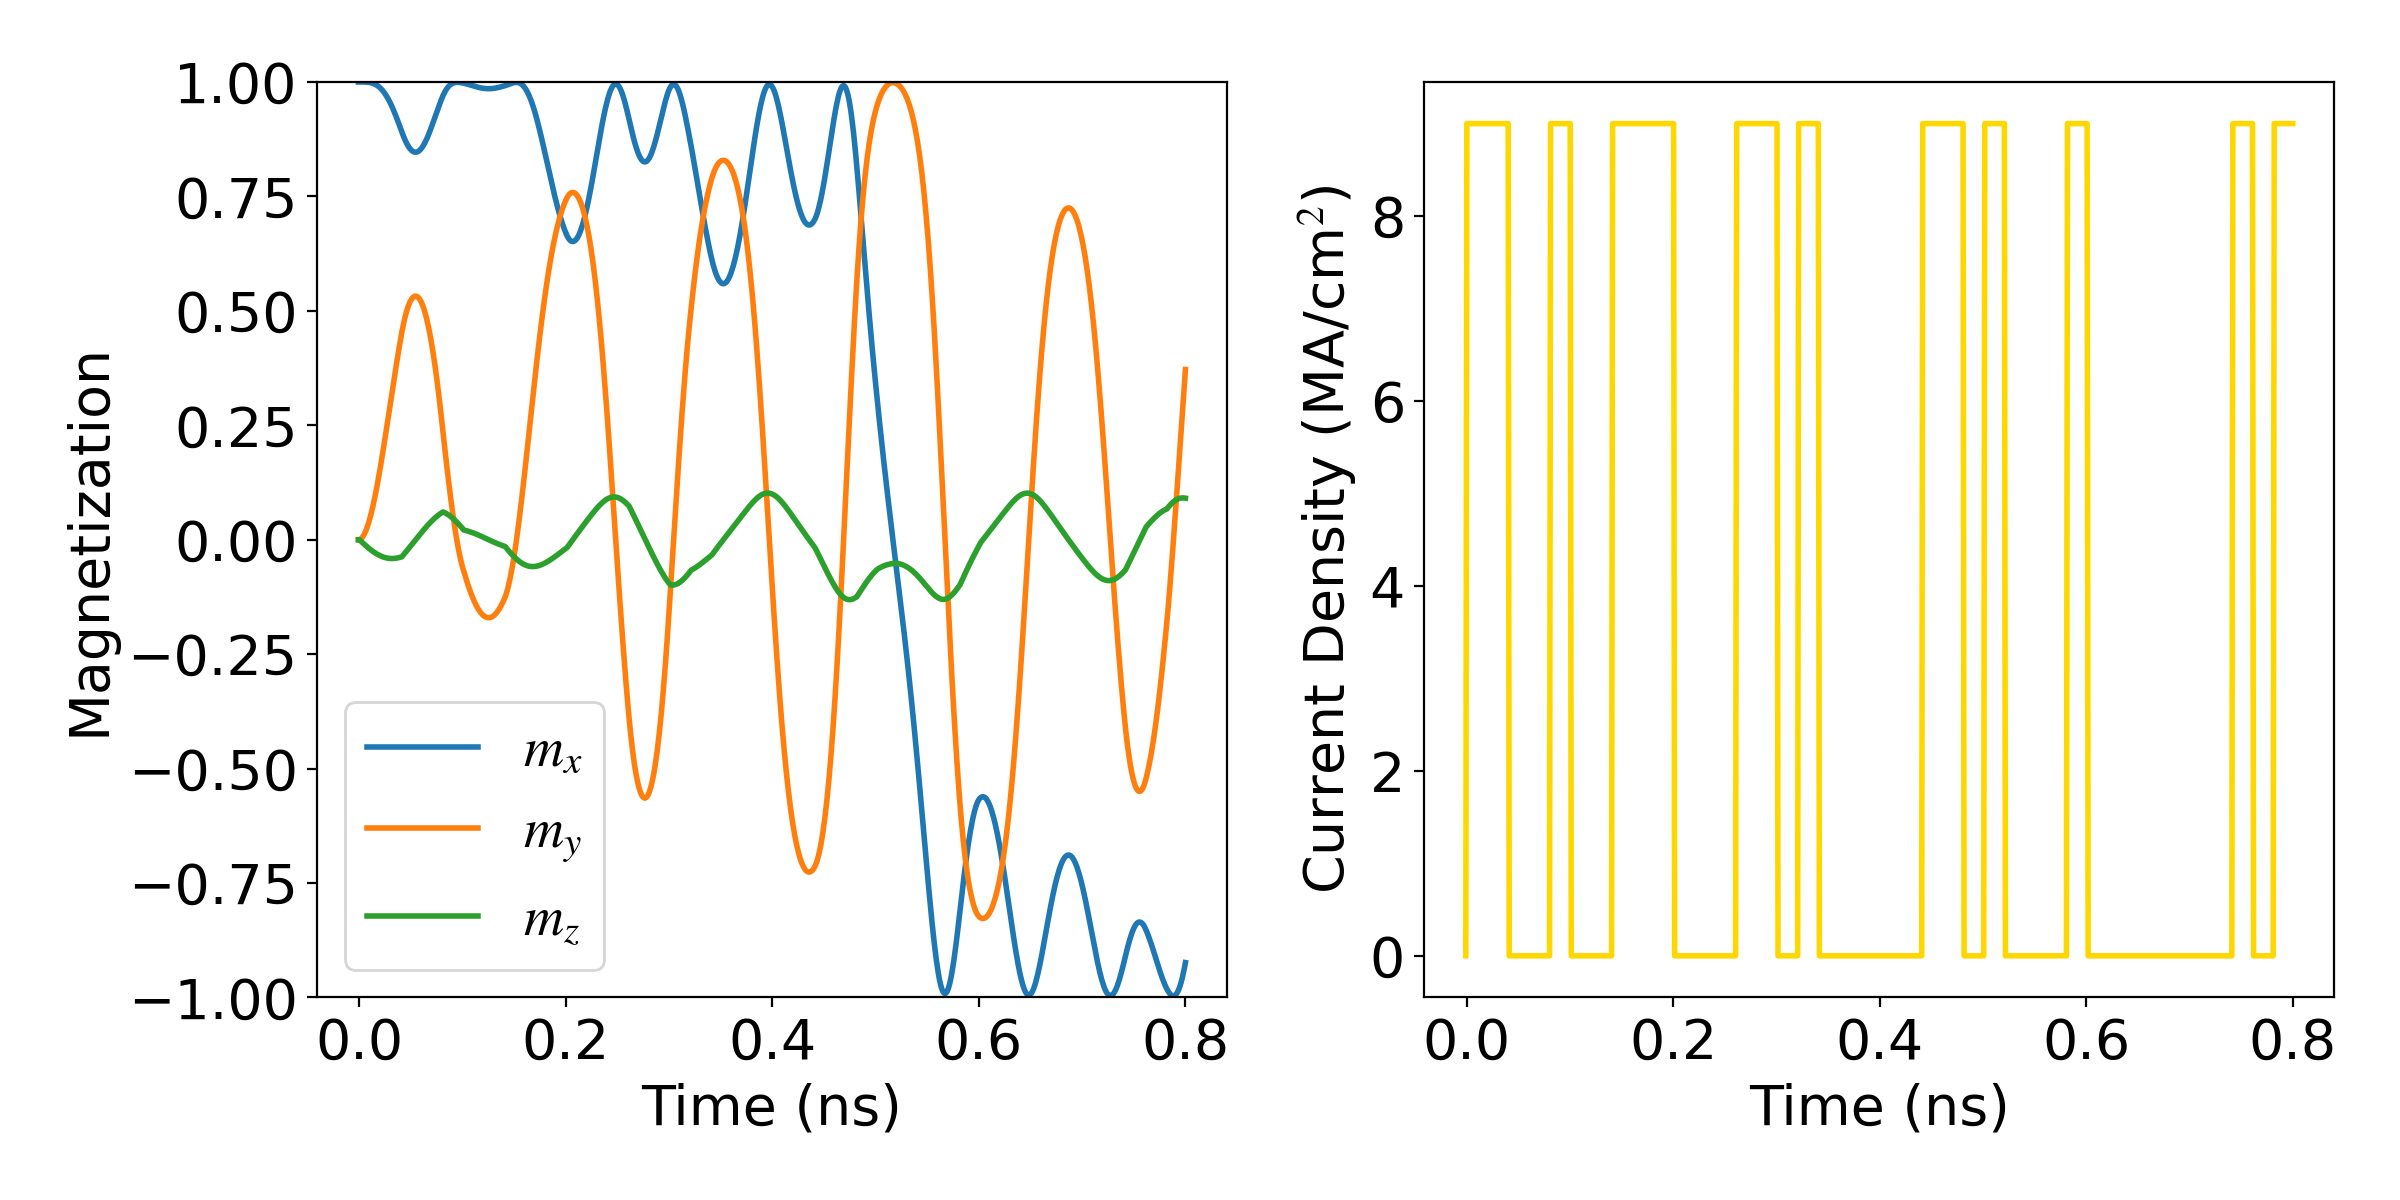 1.00
0.75
0.50
0.25
0.00
−0.25
−0.50
−0.75
−1.00
Magnetization
m_x
m_y
m_z
0.0 0.2 0.4 0.6 0.8
Time (ns)
8
6
4
2
0
Current Density (MA/cm²)
0.0 0.2 0.4 0.6 0.8
Time (ns)